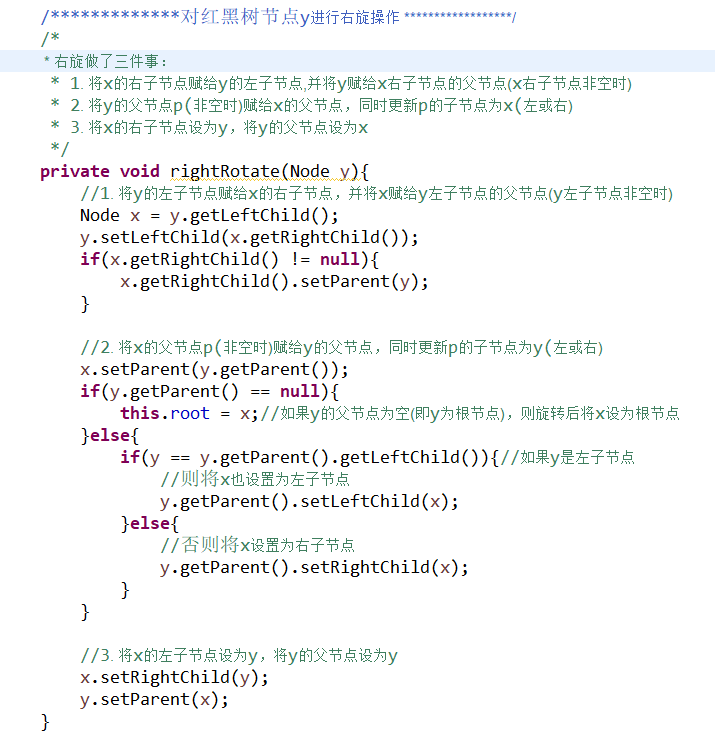 /*************对红黑树节点y进行右旋操作 ******************/
/*
* 右旋做了三件事：
* 1. 将x的右子节点赋给y的左子节点,并将y赋给x右子节点的父节点(x右子节点非空时)
* 2. 将y的父节点p(非空时)赋给x的父节点，同时更新p的子节点为x(左或右)
* 3. 将x的右子节点设为y，将y的父节点设为x
*/
private void rightRotate(Node y){
//1. 将y的左子节点赋给x的右子节点，并将x赋给y左子节点的父节点(y左子节点非空时)
Node x = y.getLeftChild();
y.setLeftChild(x.getRightChild());
if(x.getRightChild() != null){
x.getRightChild().setParent(y);
}
//2. 将x的父节点p(非空时)赋给y的父节点，同时更新p的子节点为y(左或右)
x.setParent(y.getParent());
if(y.getParent() == null){
this.root = x;//如果y的父节点为空(即y为根节点)，则旋转后将x设为根节点
}else{
if(y == y.getParent().getLeftChild()){//如果y是左子节点
//则将x也设置为左子节点
y.getParent().setLeftChild(x);
}else{
//否则将x设置为右子节点
y.getParent().setRightChild(x);
}
}
//3. 将x的左子节点设为y，将y的父节点设为y
x.setRightChild(y);
y.setParent(x);
}